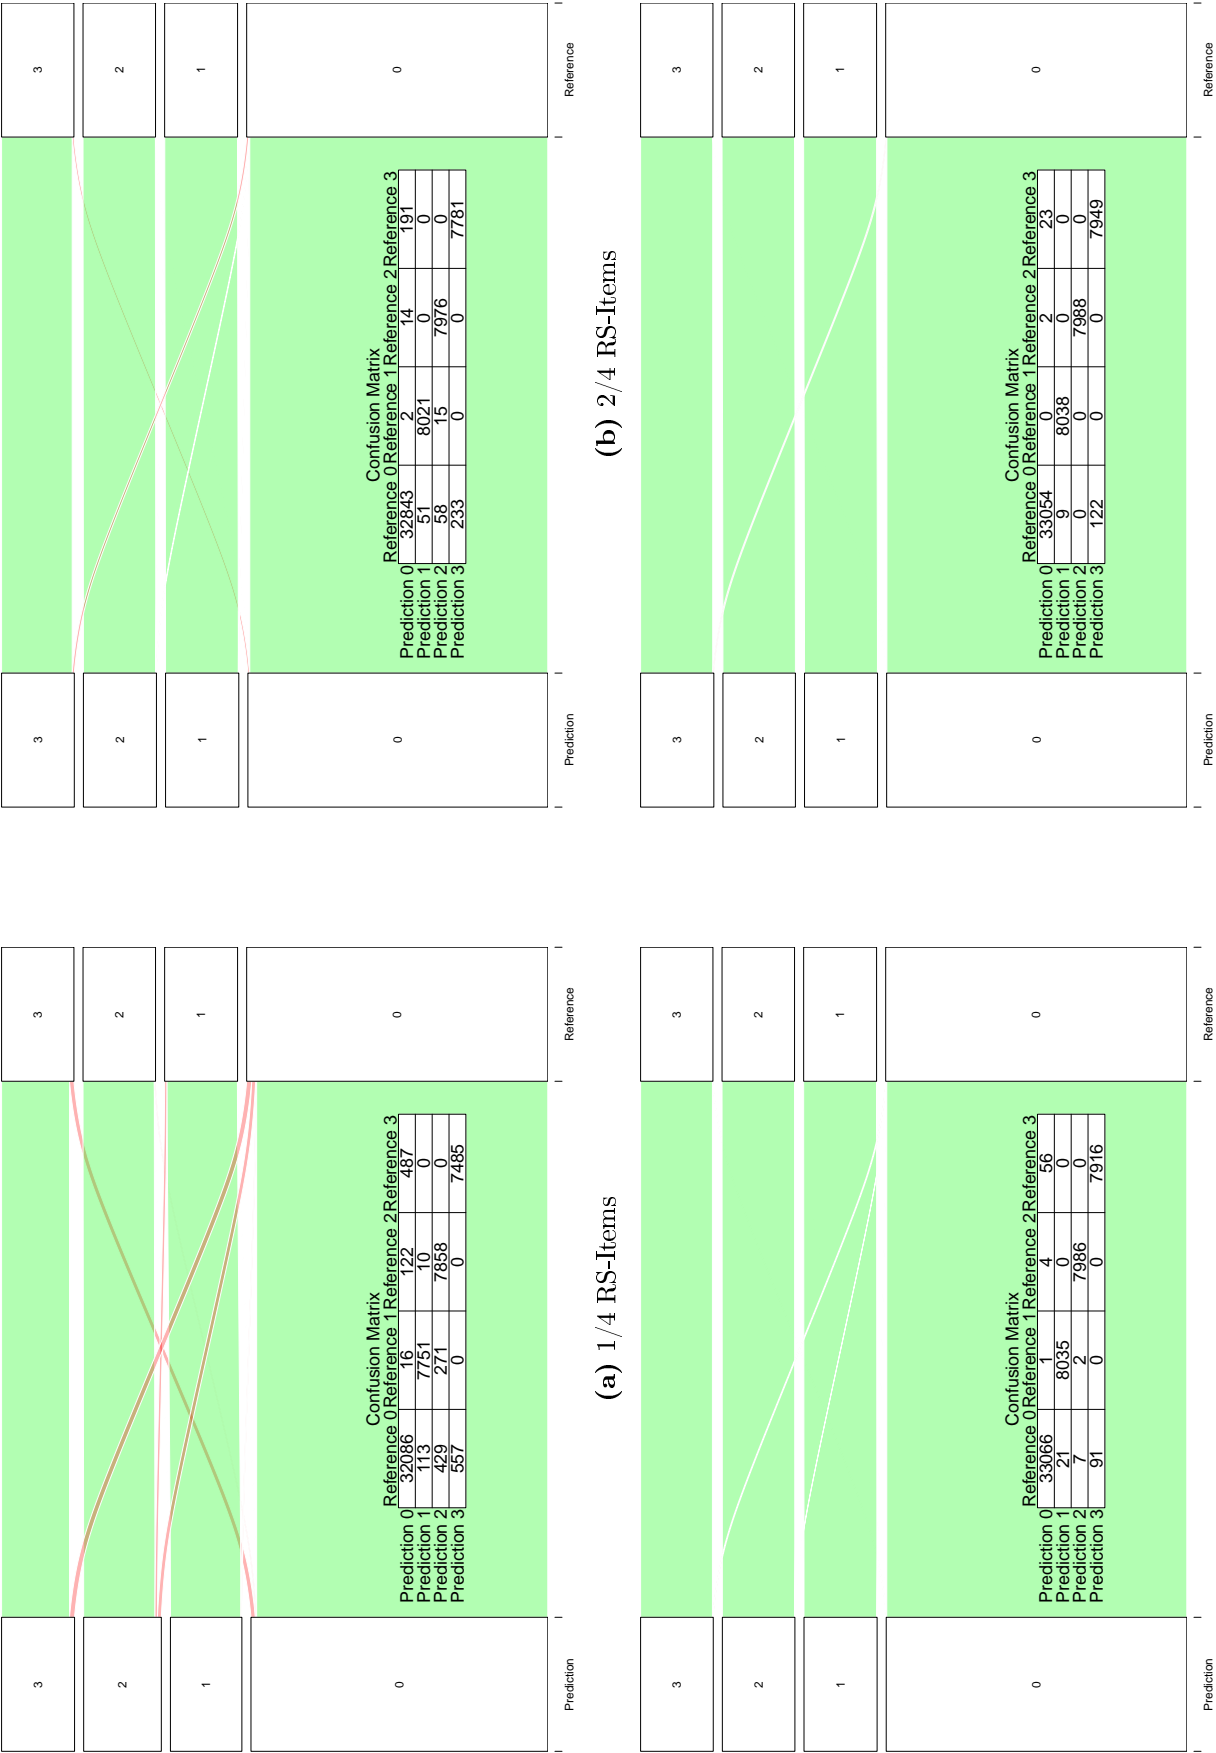 3
2
1
0
3
2
1
0
Confusion Matrix
Reference 0 Reference 1 Reference 2 Reference 3
Prediction 0 32086 16 122 487
Prediction 1 113 7751 10 0
Prediction 2 429 271 7858 0
Prediction 3 557 0 0 7485
Prediction Reference
(a) 1/4 RS-Items
3
2
1
0
3
2
1
0
Confusion Matrix
Reference 0 Reference 1 Reference 2 Reference 3
Prediction 0 32843 2 14 191
Prediction 1 51 8021 0 0
Prediction 2 58 15 7976 0
Prediction 3 233 0 0 7781
Prediction Reference
(b) 2/4 RS-Items
3
2
1
0
3
2
1
0
Confusion Matrix
Reference 0 Reference 1 Reference 2 Reference 3
Prediction 0 33066 1 4 56
Prediction 1 21 8035 0 0
Prediction 2 7 2 7986 0
Prediction 3 91 0 0 7916
Prediction Reference
3
2
1
0
3
2
1
0
Confusion Matrix
Reference 0 Reference 1 Reference 2 Reference 3
Prediction 0 33054 0 2 23
Prediction 1 9 8038 0 0
Prediction 2 0 0 7988 0
Prediction 3 122 0 0 7949
Prediction Reference